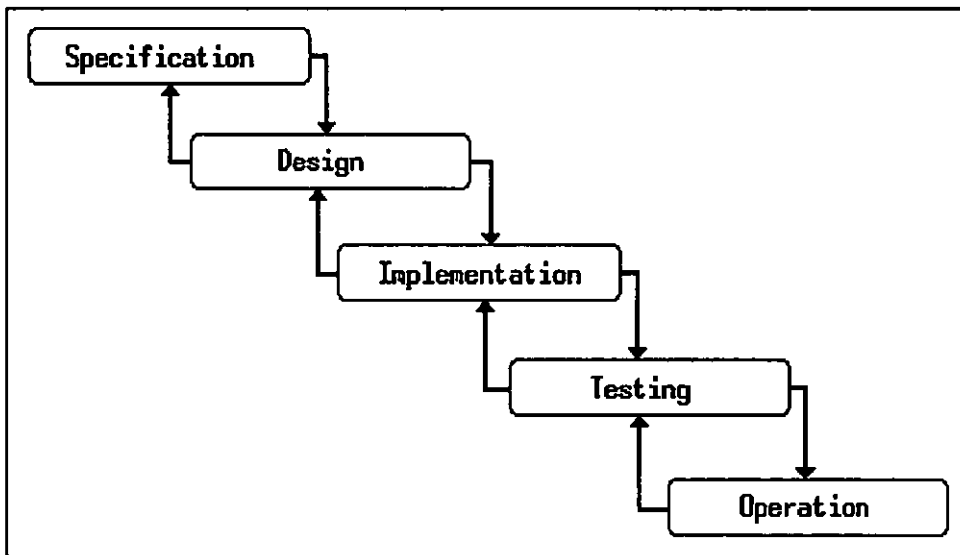 Specification
Design
Implementation
Testing
Operation